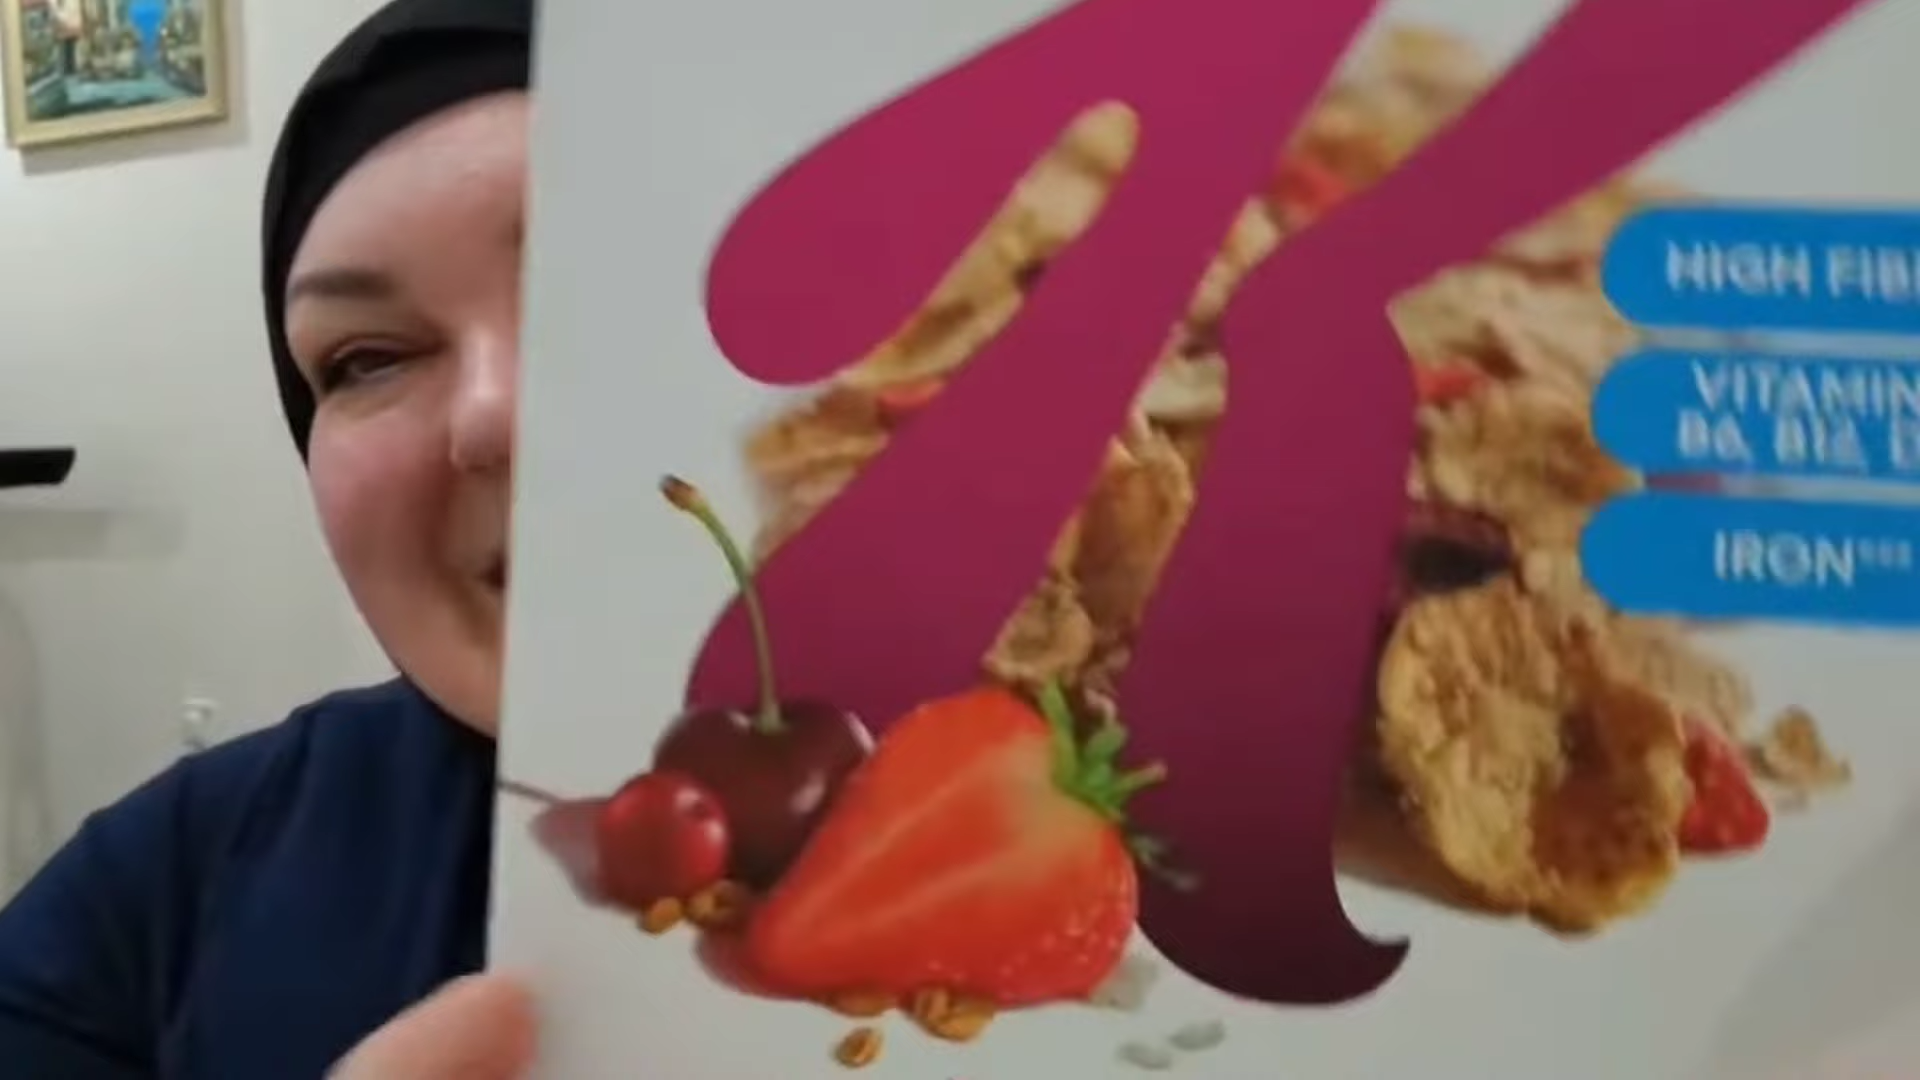 K
HIGH FIB
VITAMIN
B6, B12, D
IRON***